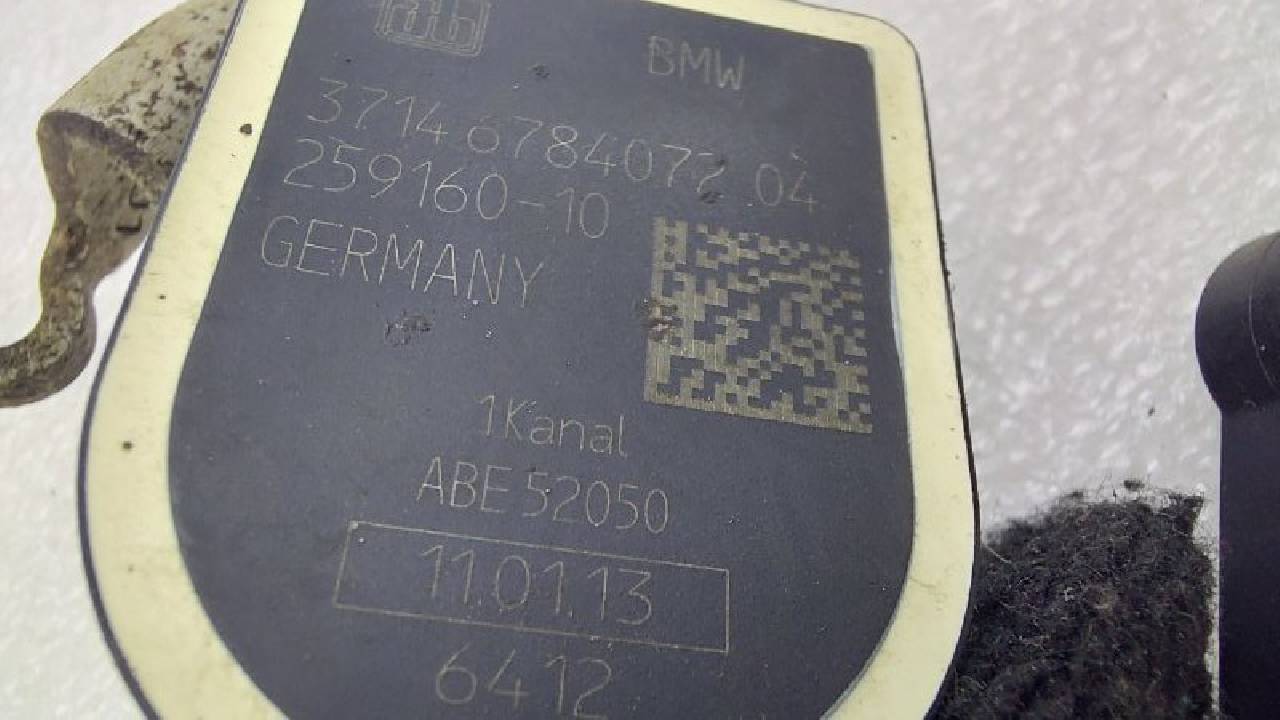 BMW
3714 6784072 04
259160-10
GERMANY
1Kanal
ABE 52050
11.01.13
6412